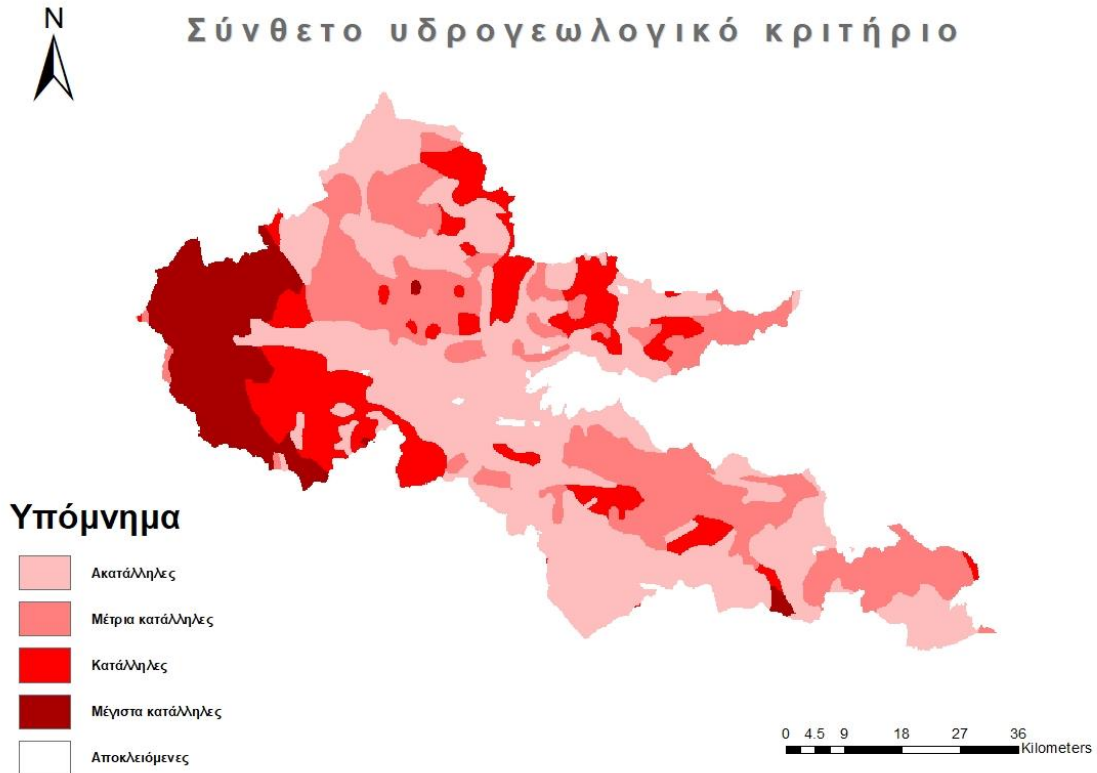 N
Σύνθετο υδρογεωλογικό κριτήριο
Υπόμνημα
Ακατάλληλες
Μέτρια κατάλληλες
Κατάλληλες
Μέγιστα κατάλληλες
Αποκλειόμενες
0 4.5 9 18 27 36
Kilometers